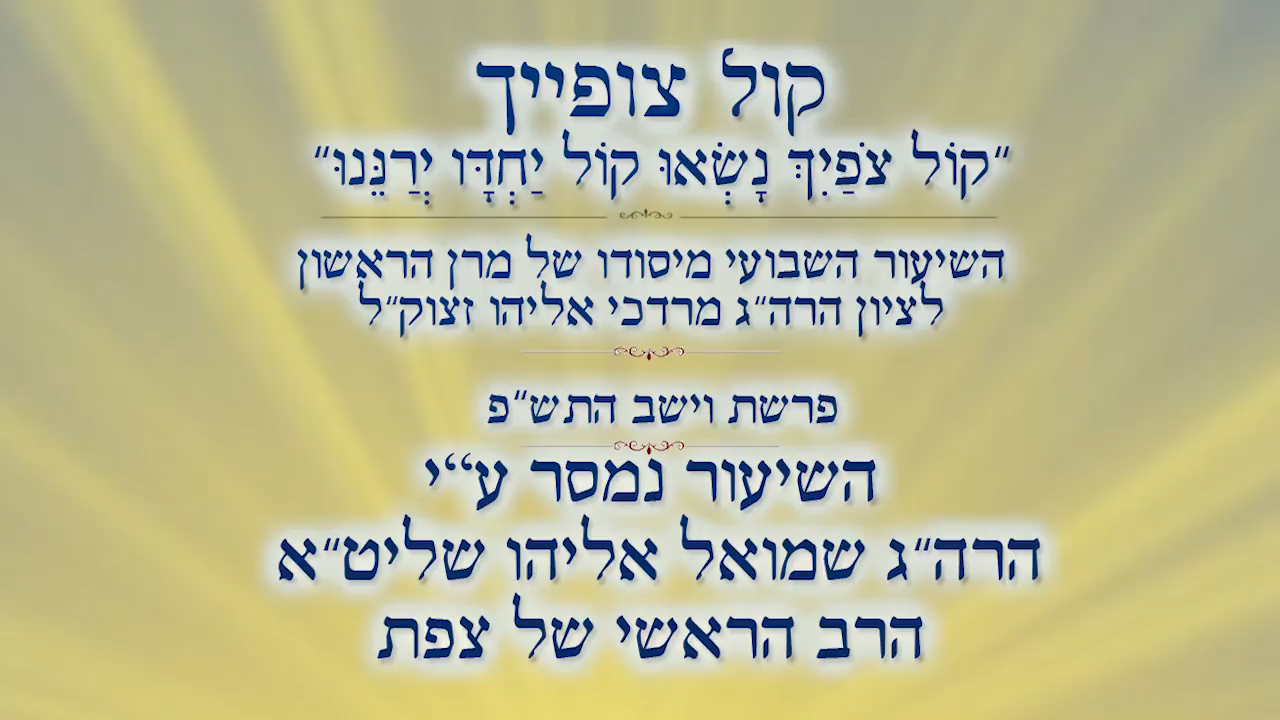 קול צופייך
"קוֹל צֹפַיִךְ נָשְׂאוּ קוֹל יַחְדָּו יְרַנֵּנוּ"
השיעור השבועי מיסודו של מרן הראשון
לציון הרה"ג מרדכי אליהו זצוק"ל
פרשת וישב התש"פ
השיעור נמסר ע"י
הרה"ג שמואל אליהו שליט"א
הרב הראשי של צפת